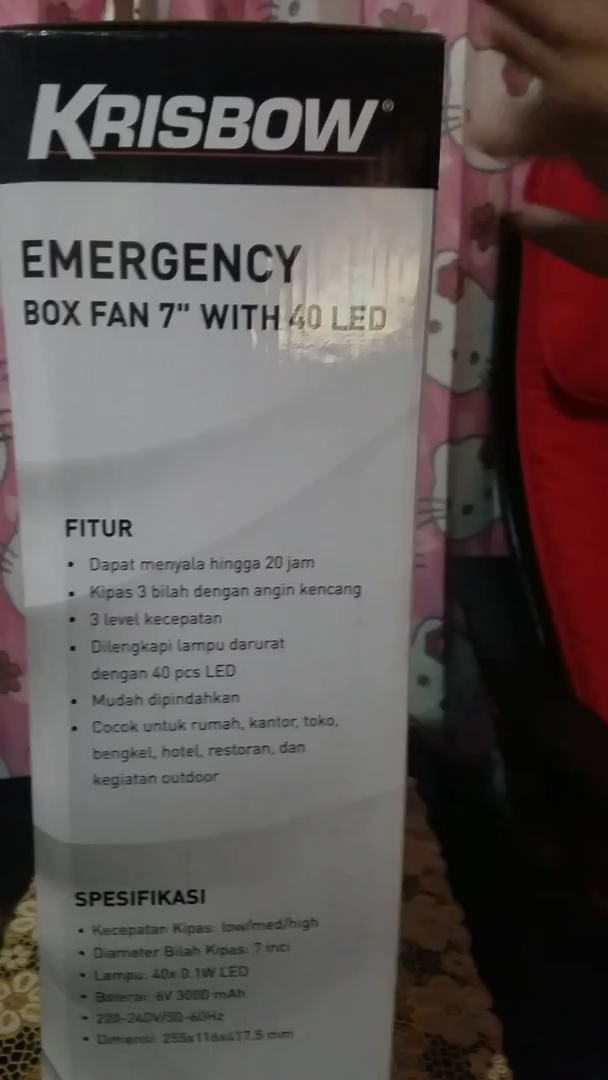 KRISBOW®
EMERGENCY
BOX FAN 7" WITH 40 LED
FITUR
• Dapat menyala hingga 20 jam
• Kipas 3 bilah dengan angin kencang
• 3 level kecepatan
• Dilengkapi lampu darurat
dengan 40 pcs LED
• Mudah dipindahkan
• Cocok untuk rumah, kantor, toko,
bengkel, hotel, restoran, dan
kegiatan outdoor
SPESIFIKASI
• Kecepatan Kipas: low/med/high
• Diameter Bilah Kipas: 7 inci
• Lampu: 40x 0.1W LED
• Baterai: 6V 3000 mAh
• 220-240V/50-60Hz
• Dimensi: 255x116x417.5 mm